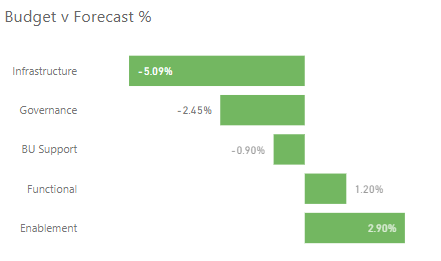 Budget v Forecast %
Infrastructure -5.09%
Governance -2.45%
BU Support -0.90%
Functional 1.20%
Enablement 2.90%